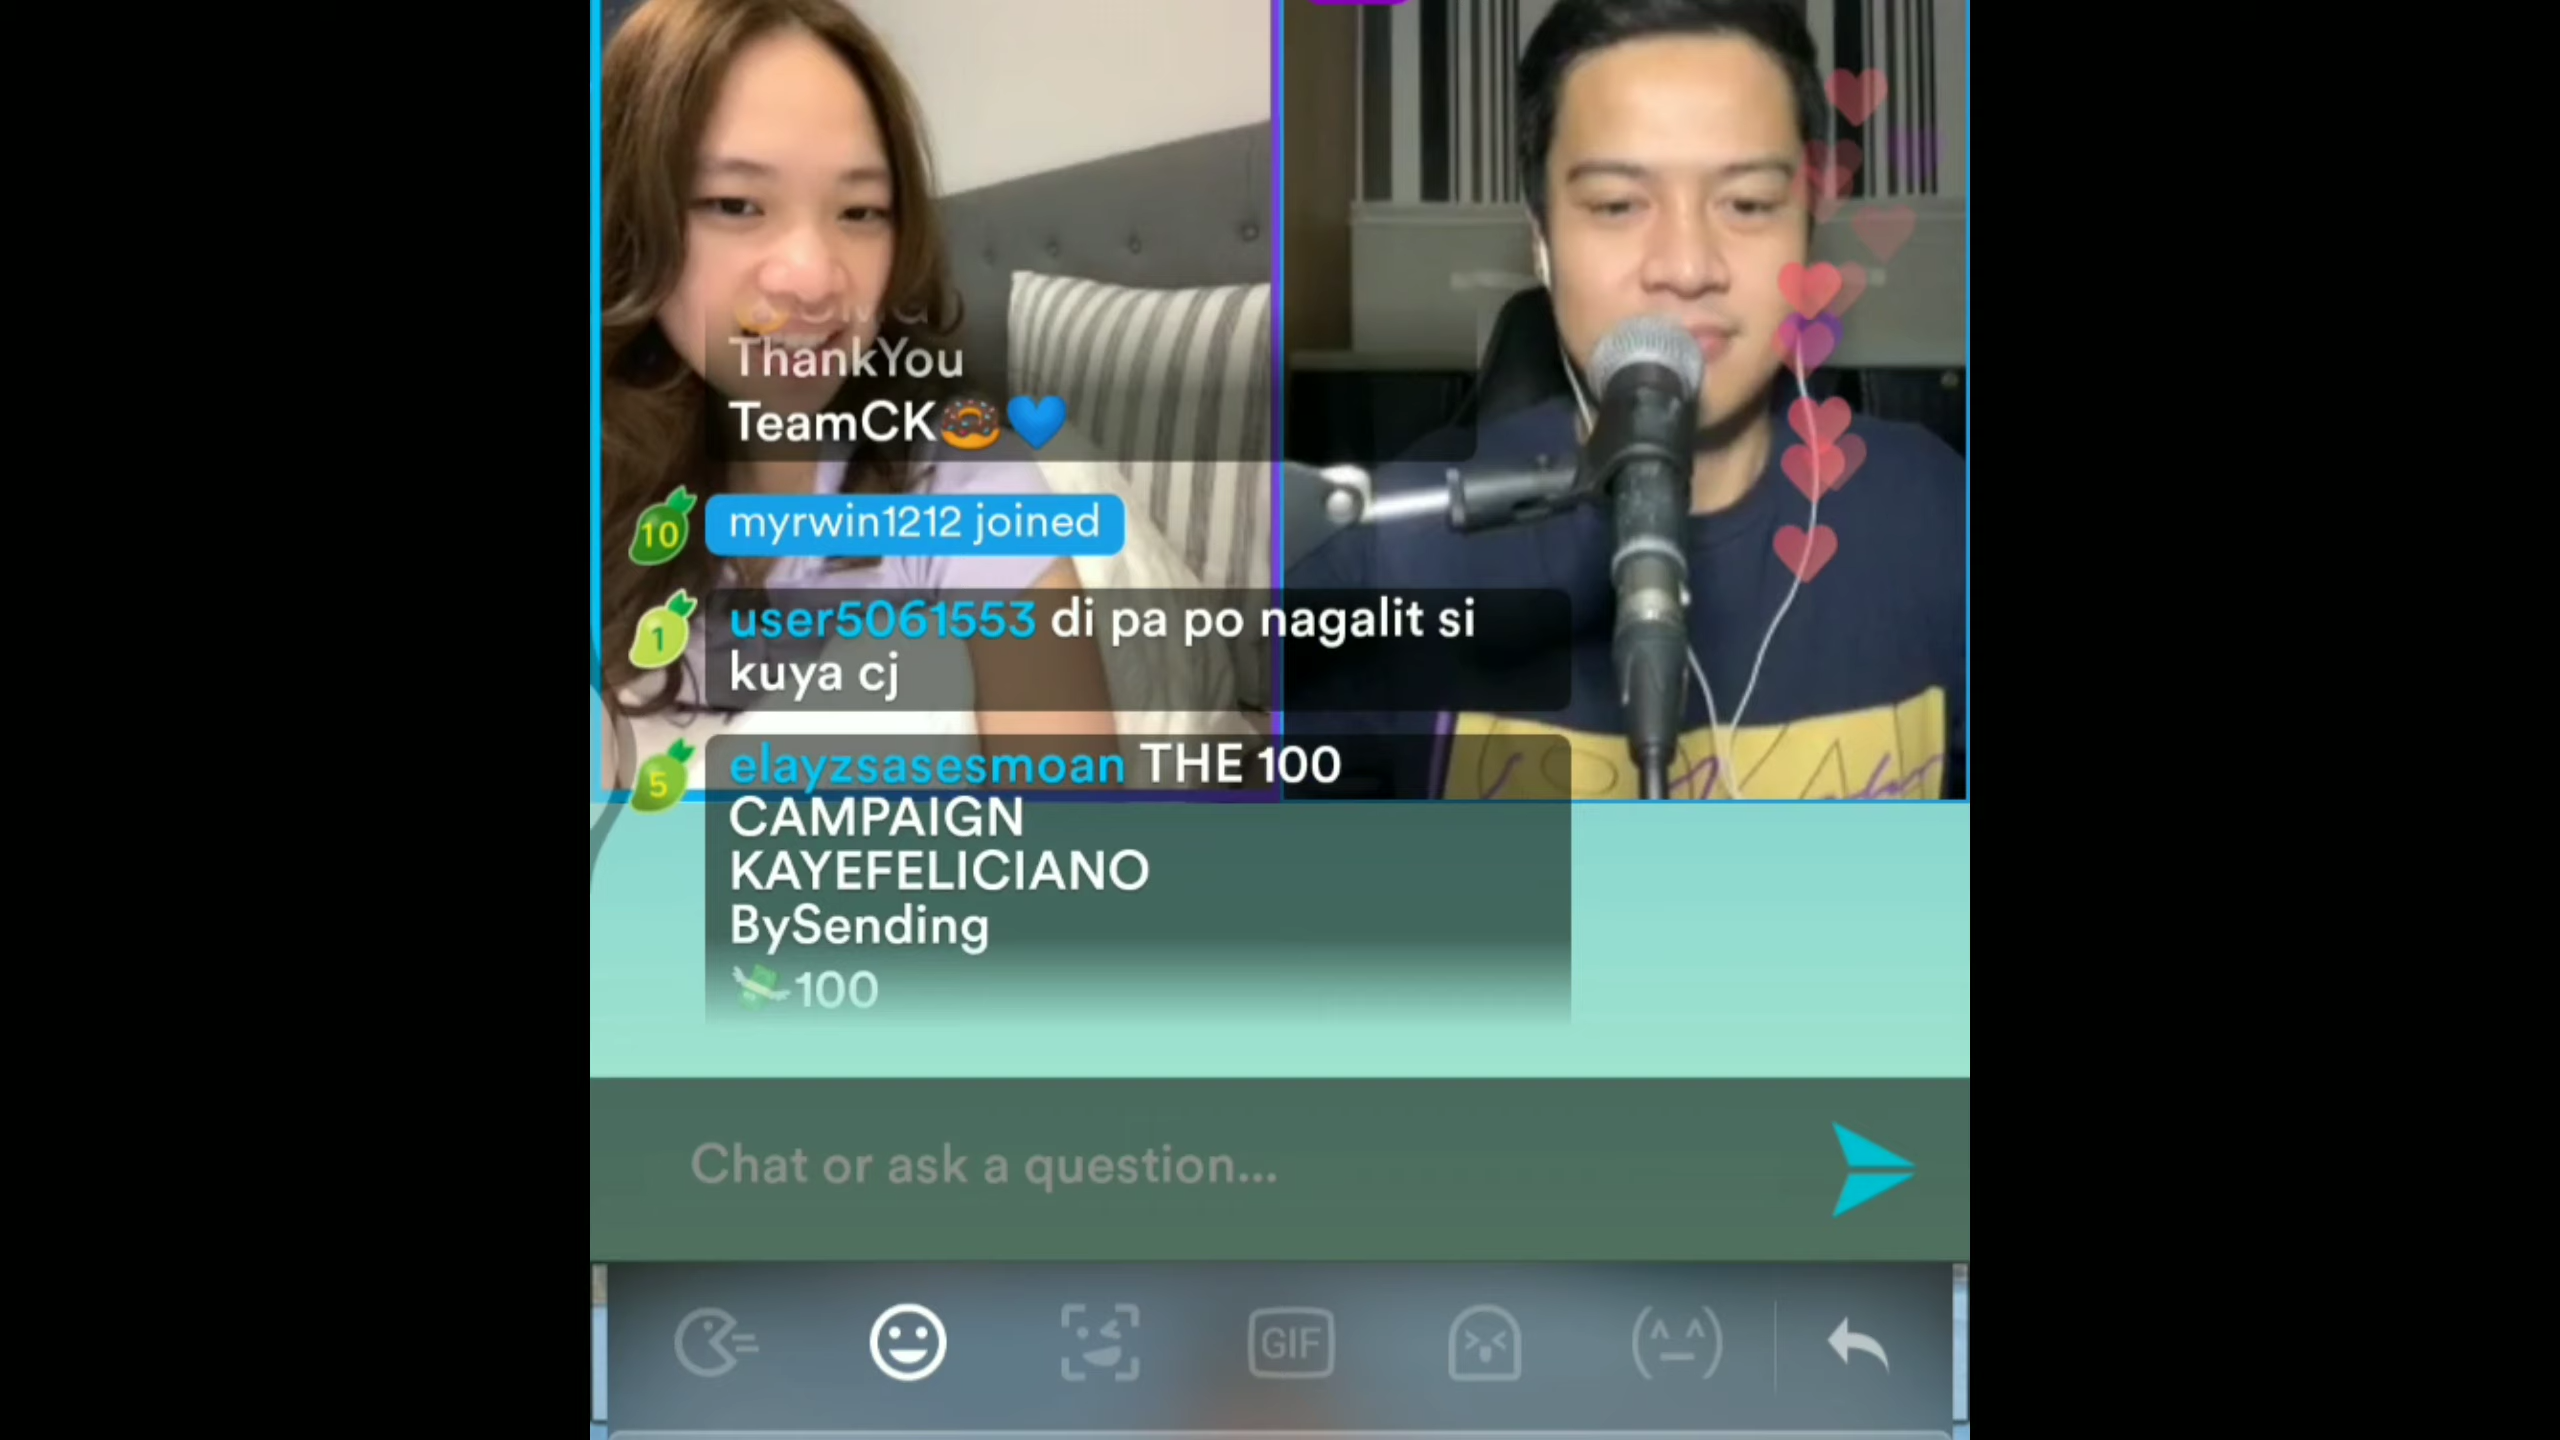 OMG
ThankYou
TeamCK
10
myrwin1212 joined
1
user5061553 di pa po nagalit si
kuya cj
5
elayzsasesmoan THE 100
CAMPAIGN
KAYEFELICIANO
BySending
100
Chat or ask a question...
GIF